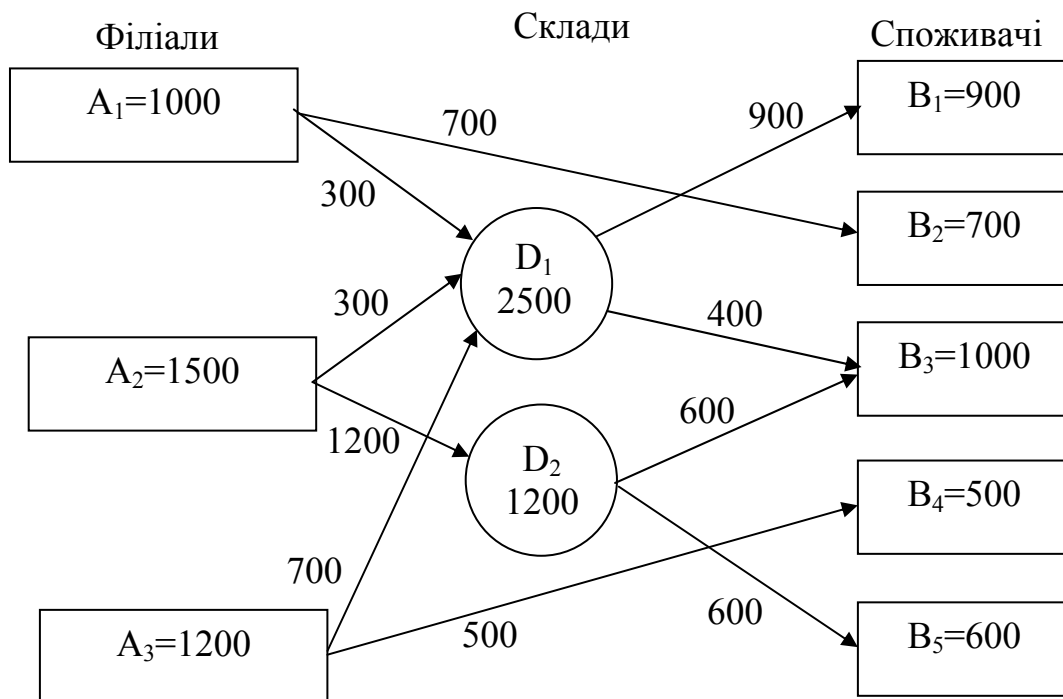 Філіали
Склади
Споживачі
A₁=1000
B₁=900
700
900
300
B₂=700
D₁
2500
300
400
B₃=1000
A₂=1500
600
1200
D₂
1200
B₄=500
700
600
500
A₃=1200
B₅=600